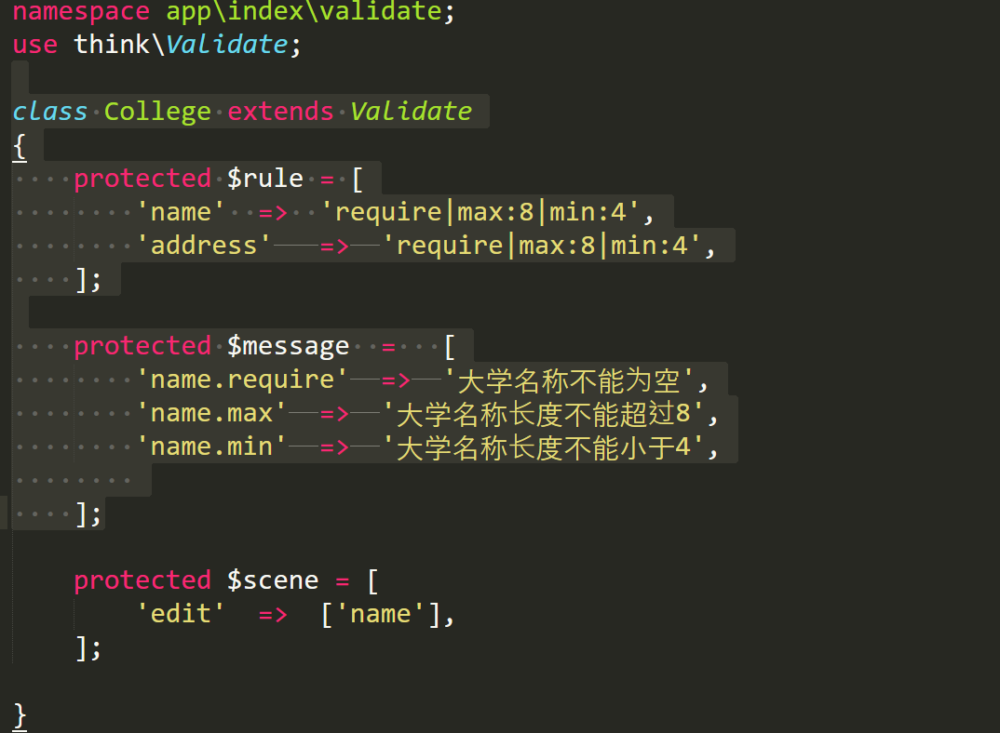 namespace app\index\validate;
use think\Validate;
class College extends Validate
{
    protected $rule = [
        'name'  =>  'require|max:8|min:4',
        'address'	=>	'require|max:8|min:4',
    ];
    protected $message  =   [
        'name.require'	=>	'大学名称不能为空',
        'name.max'	=>	'大学名称长度不能超过8',
        'name.min'	=>	'大学名称长度不能小于4',
    ];
    protected $scene = [
        'edit'  =>  ['name'],
    ];
}